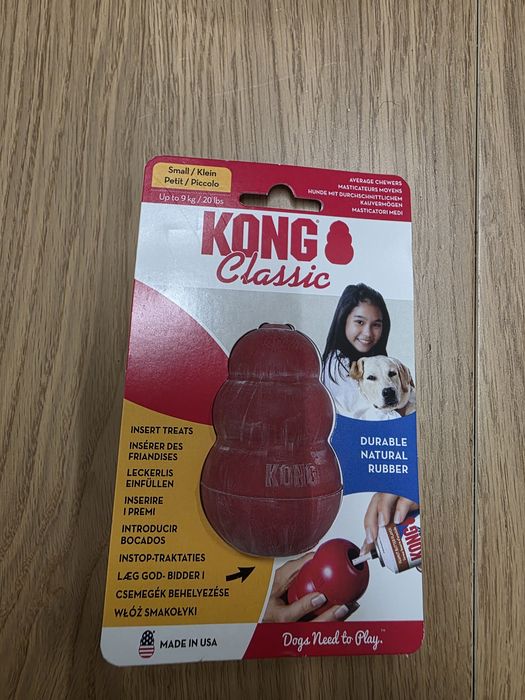 Small / Klein
Petit / Piccolo
Up to 9 kg / 20 lbs
AVERAGE CHEWERS
MASTICATEURS MOYENS
HUNDE MIT DURCHSCHNITTLICHEM
KAUVERMÖGEN
MASTICATORI MEDI
KONG
Classic
KONG
DURABLE
NATURAL
RUBBER
INSERT TREATS
INSÉRER DES
FRIANDISES
LECKERLIS
EINFÜLLEN
INSERIRE
I PREMI
INTRODUCIR
BOCADOS
INSTOP-TRAKTATIES
LÆG GOD- BIDDER I
CSEMEGÉK BEHELYEZÉSE
WŁÓŻ SMAKOŁYKI
KONG
MADE IN USA
Dogs Need to Play.™